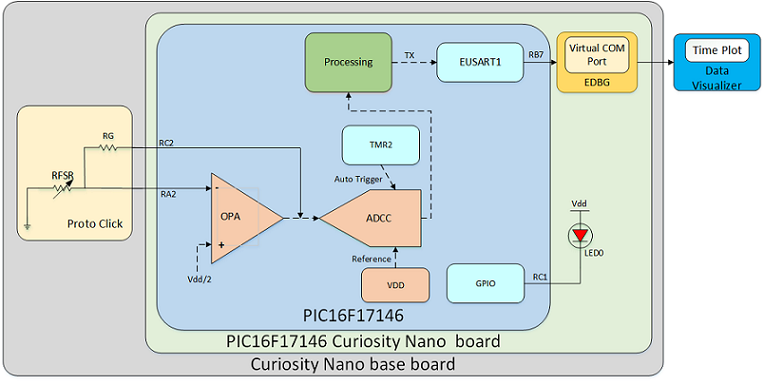 Processing
TX
EUSART1
RB7
Virtual COM
Port
EDBG
Time Plot
Data
Visualizer
RG
RC2
TMR2
RFSR
Auto Trigger
RA2
-
OPA
ADCC
Vdd
Proto Click
+
LED0
Reference
Vdd/2
VDD
GPIO
RC1
PIC16F17146
PIC16F17146 Curiosity Nano board
Curiosity Nano base board